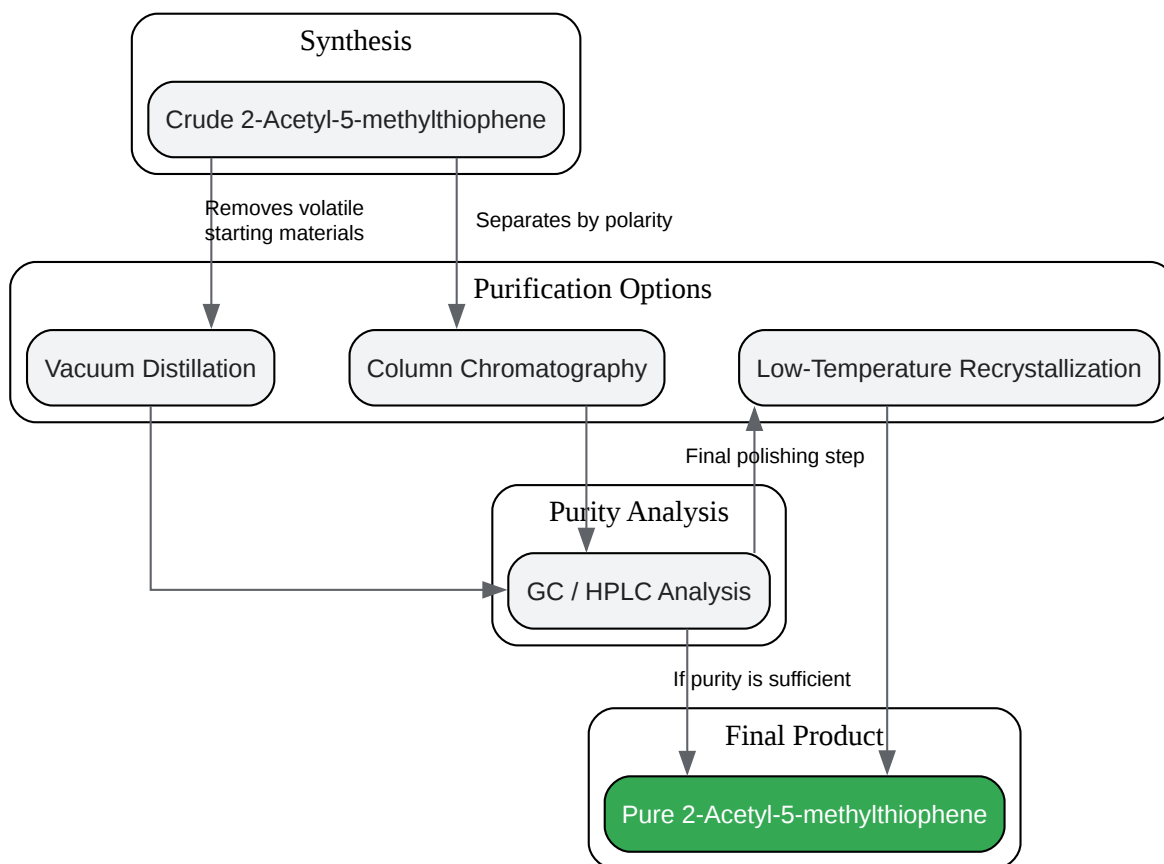 Synthesis
Crude 2-Acetyl-5-methylthiophene
Removes volatile
starting materials
Separates by polarity
Purification Options
Vacuum Distillation
Column Chromatography
Low-Temperature Recrystallization
Final polishing step
Purity Analysis
GC / HPLC Analysis
If purity is sufficient
Final Product
Pure 2-Acetyl-5-methylthiophene